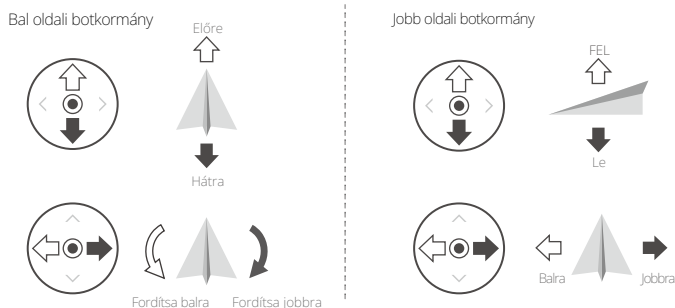 Bal oldali botkormány
Előre
Hátra
Fordítsa balra
Fordítsa jobbra
Jobb oldali botkormány
FEL
Le
Balra
Jobbra